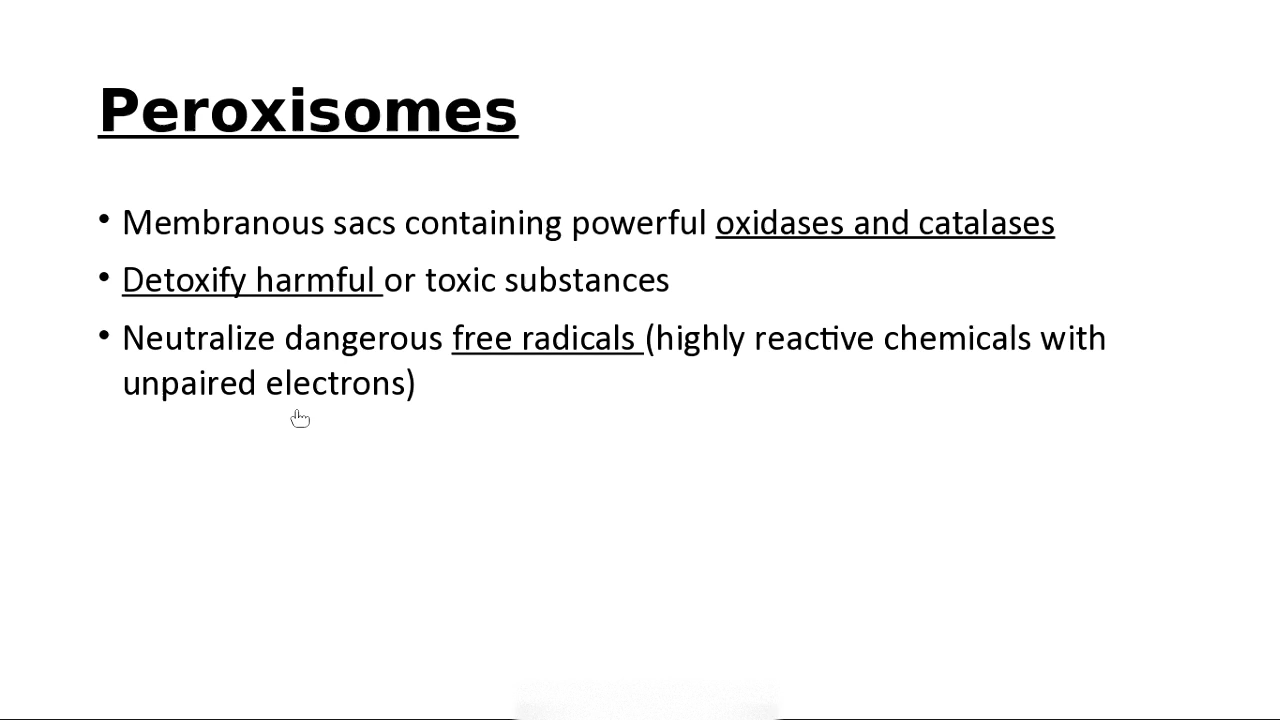 Peroxisomes
• Membranous sacs containing powerful oxidases and catalases
• Detoxify harmful or toxic substances
• Neutralize dangerous free radicals (highly reactive chemicals with
unpaired electrons)